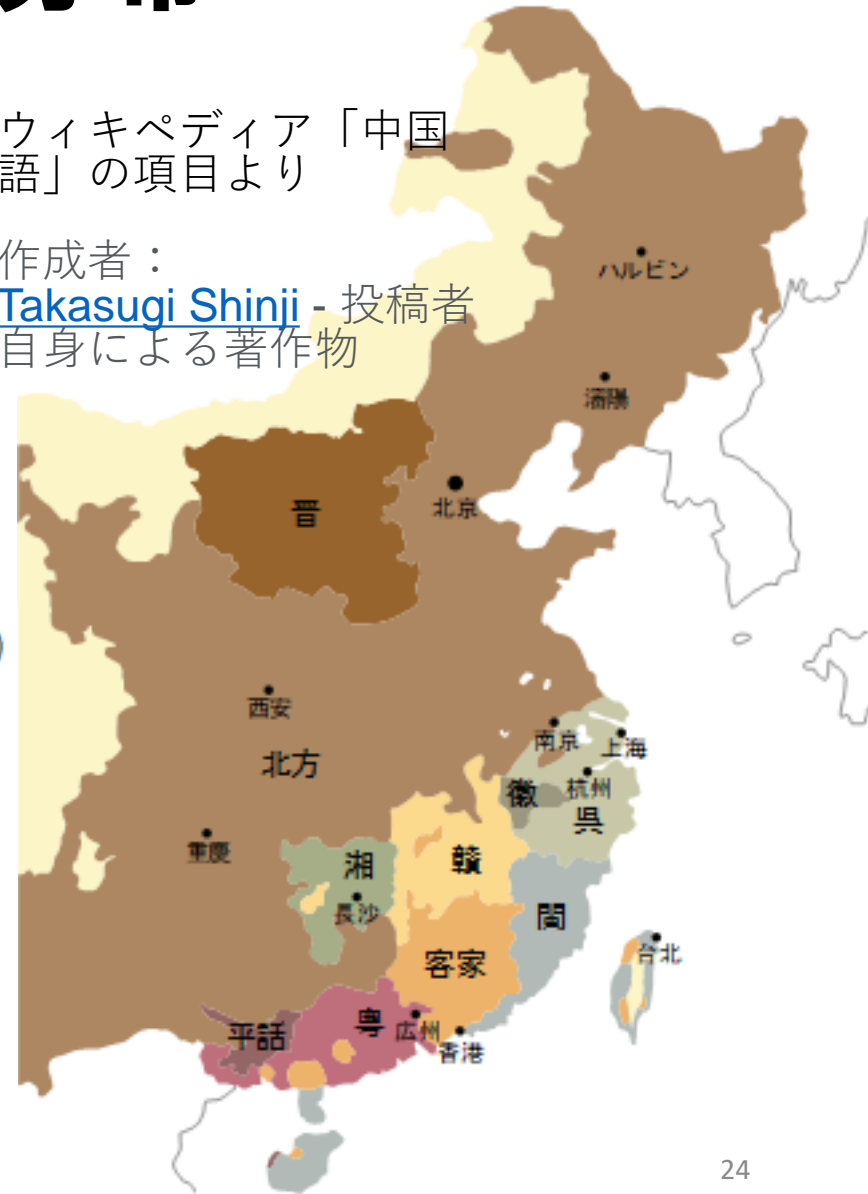 分布
ウィキペディア「中国
語」の項目より
作成者：
Takasugi Shinji - 投稿者
自身による著作物
ハルビン
瀋陽
北京
晋
西安
北方
南京
上海
徽
杭州
呉
重慶
湘
贛
長沙
閩
客家
台北
平話
粤
広州
香港
24